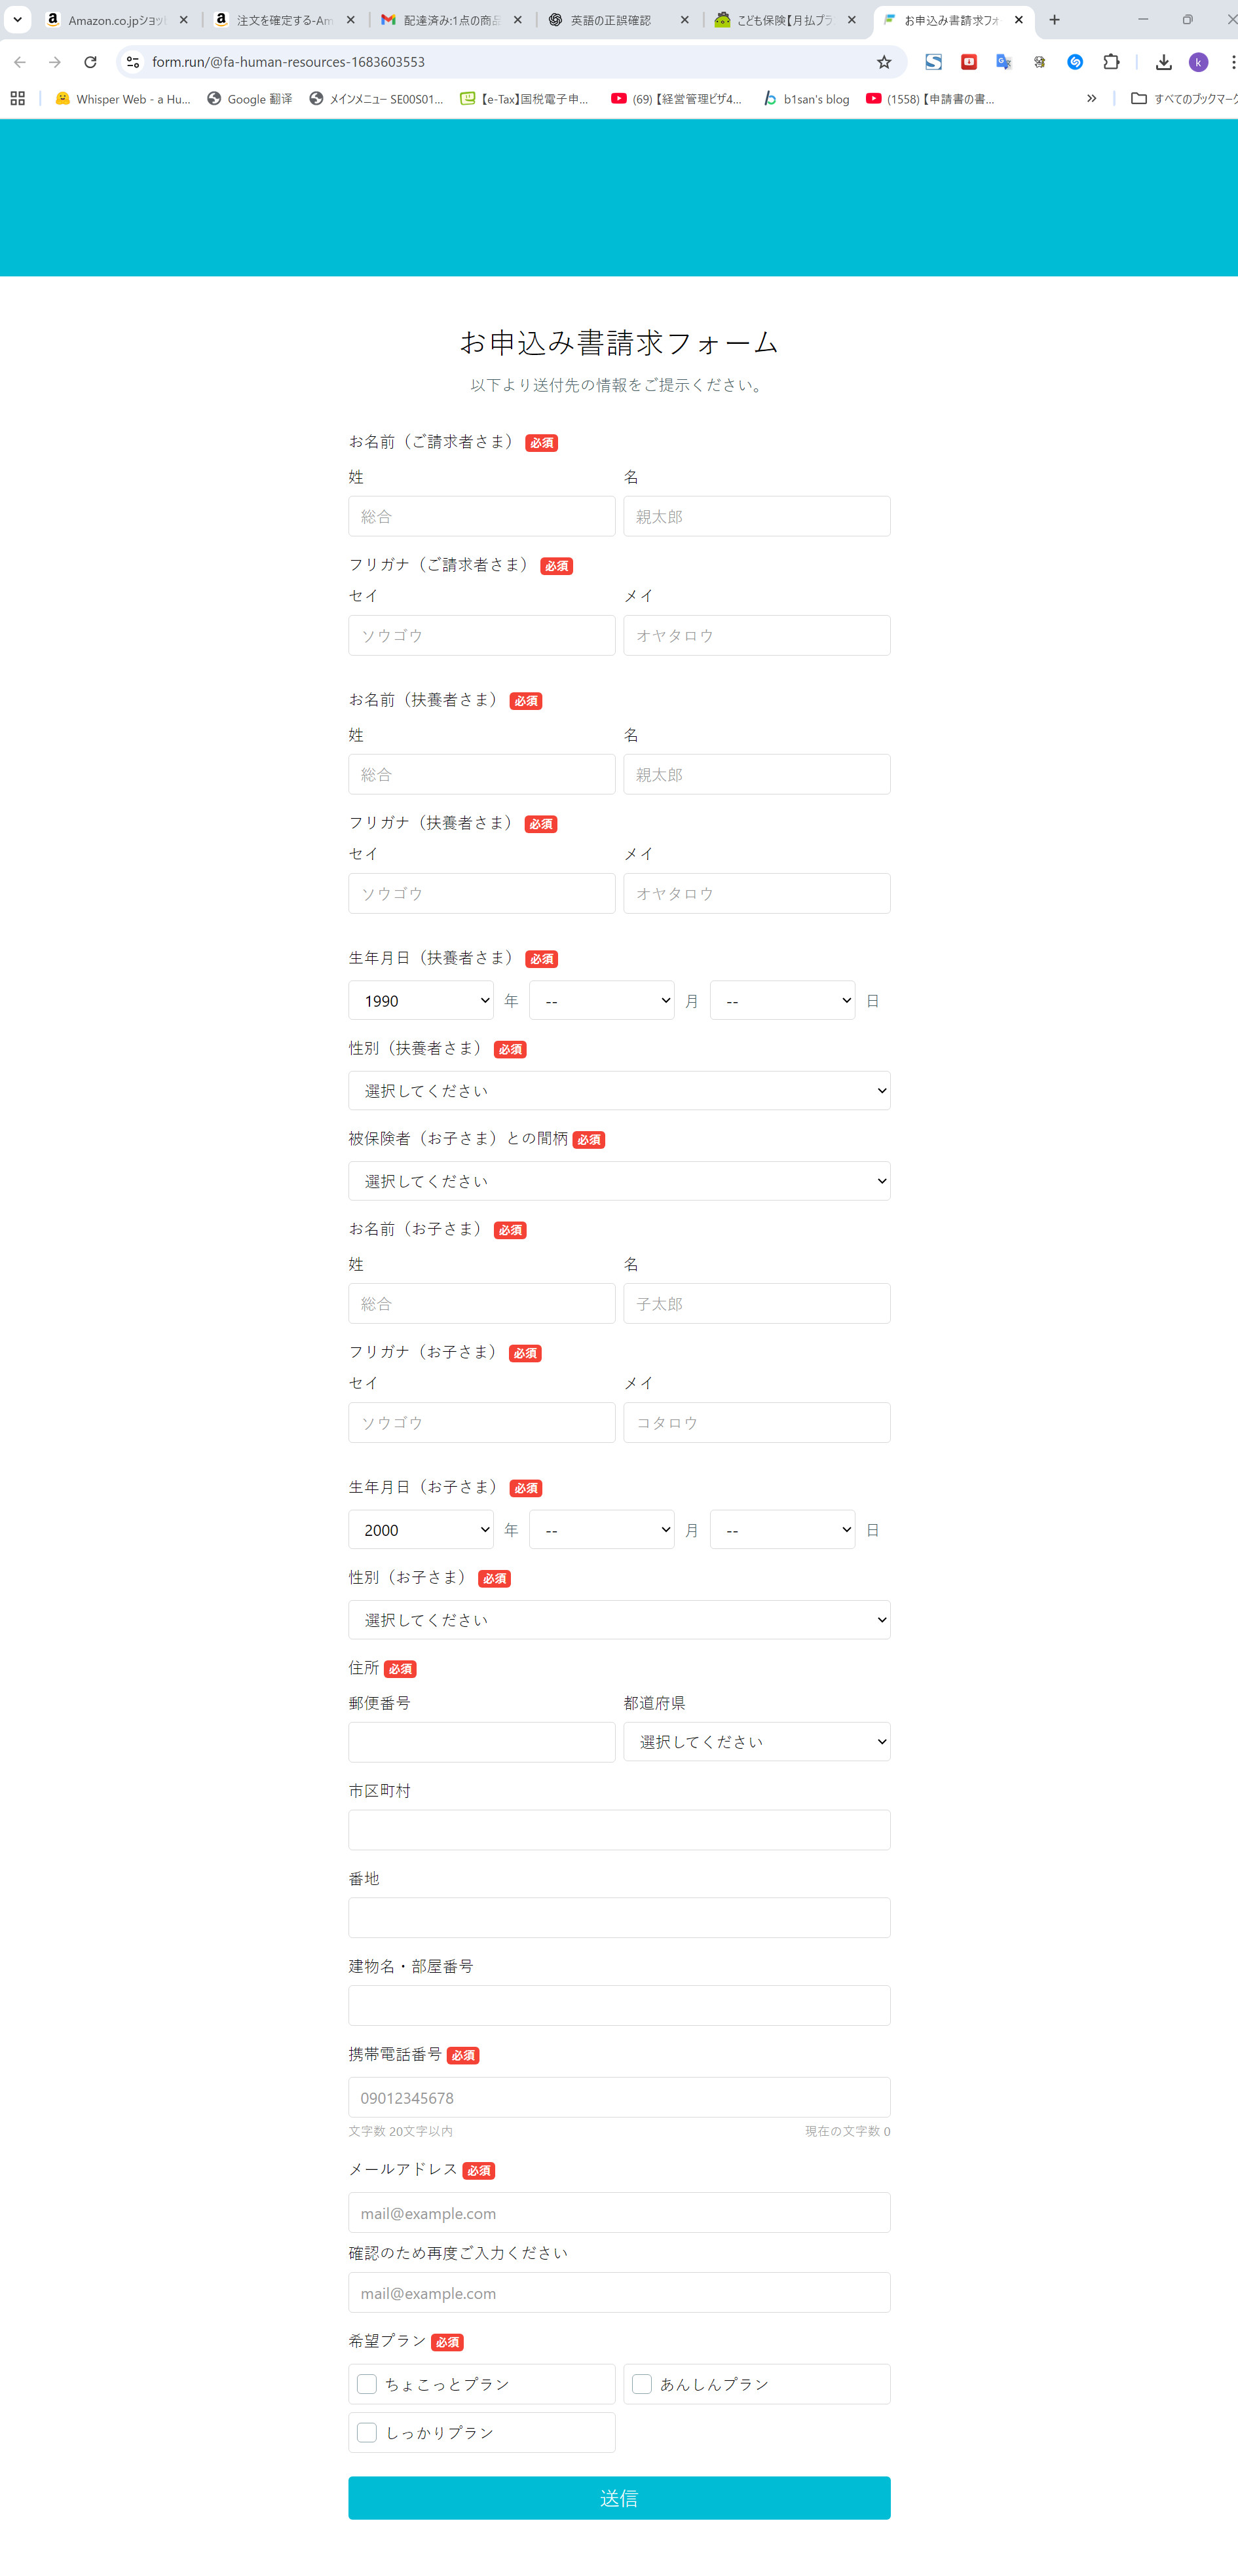 Amazon.co.jpショッ
注文を確定する-Am
配達済み:1点の商品
英語の正誤確認
こども保険【月払プラ
お申込み書請求フォー
form.run/@fa-human-resources-1683603553
Whisper Web - a Hu...
Google 翻译
メインメニュー SE00S01...
【e-Tax】国税電子申...
(69)【経営管理ビザ4...
b1san's blog
(1558)【申請書の書...
すべてのブックマーク
お申込み書請求フォーム
以下より送付先の情報をご提示ください。
お名前（ご請求者さま） 必須
姓 名
総合 親太郎
フリガナ（ご請求者さま） 必須
セイ メイ
ソウゴウ オヤタロウ
お名前（扶養者さま） 必須
姓 名
総合 親太郎
フリガナ（扶養者さま） 必須
セイ メイ
ソウゴウ オヤタロウ
生年月日（扶養者さま） 必須
1990 年 -- 月 -- 日
性別（扶養者さま） 必須
選択してください
被保険者（お子さま）との間柄 必須
選択してください
お名前（お子さま） 必須
姓 名
総合 子太郎
フリガナ（お子さま） 必須
セイ メイ
ソウゴウ コタロウ
生年月日（お子さま） 必須
2000 年 -- 月 -- 日
性別（お子さま） 必須
選択してください
住所 必須
郵便番号 都道府県
選択してください
市区町村
番地
建物名・部屋番号
携帯電話番号 必須
09012345678
文字数 20文字以内 現在の文字数 0
メールアドレス 必須
mail@example.com
確認のため再度ご入力ください
mail@example.com
希望プラン 必須
ちょこっとプラン あんしんプラン
しっかりプラン
送信